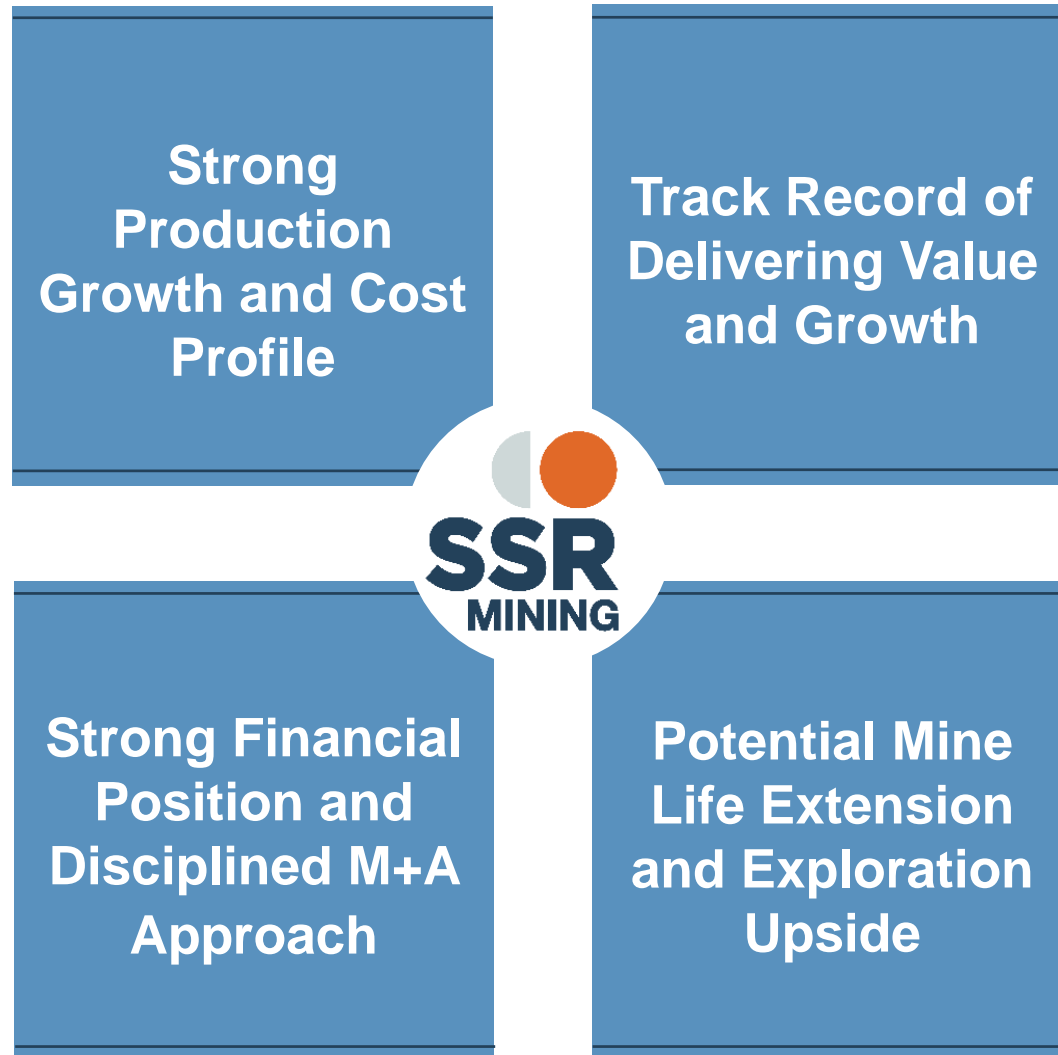 Strong
Production
Growth and Cost
Profile
Track Record of
Delivering Value
and Growth
SSR
MINING
Strong Financial
Position and
Disciplined M+A
Approach
Potential Mine
Life Extension
and Exploration
Upside